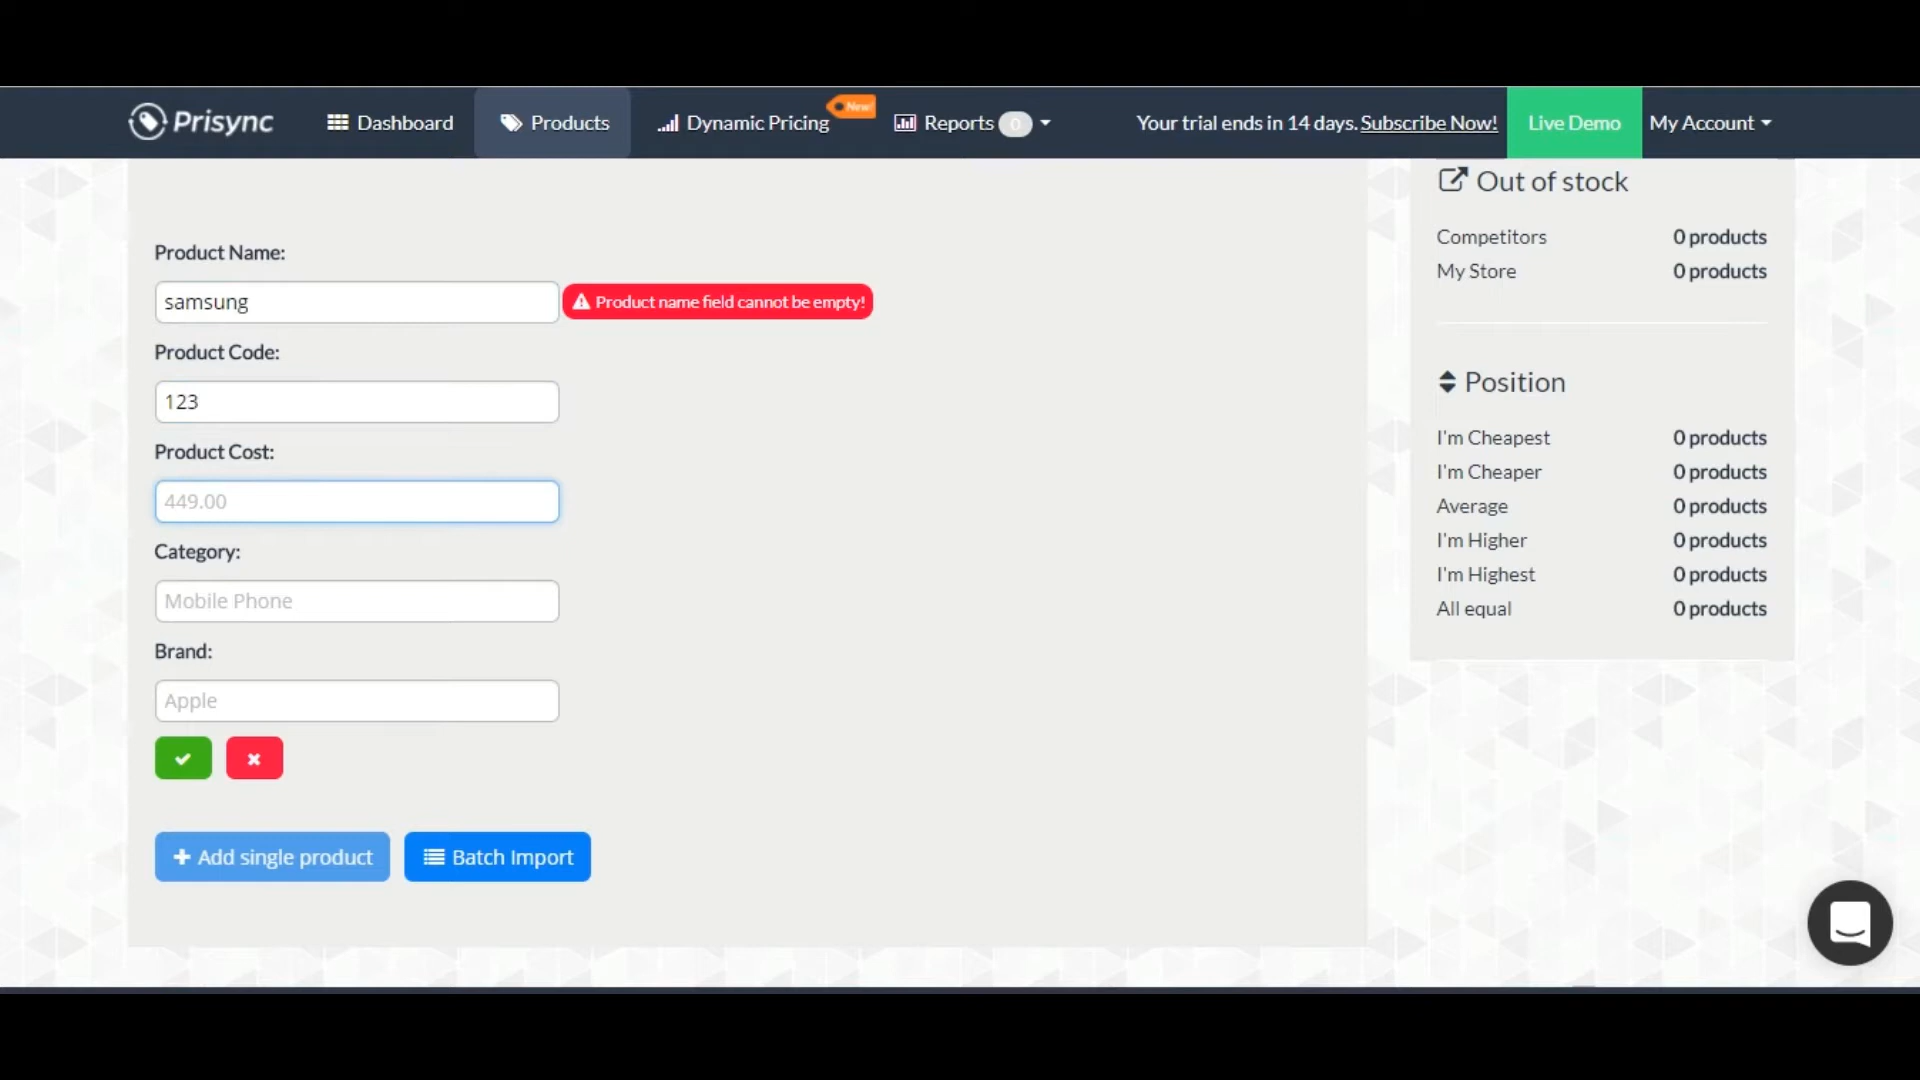 Prisync
Dashboard
Products
Dynamic Pricing
New!
Reports 0
Your trial ends in 14 days. Subscribe Now!
Live Demo
My Account
Product Name:
samsung
Product name field cannot be empty!
Product Code:
123
Product Cost:
449.00
Category:
Mobile Phone
Brand:
Apple
Add single product
Batch Import
Out of stock
Competitors 0 products
My Store 0 products
Position
I'm Cheapest 0 products
I'm Cheaper 0 products
Average 0 products
I'm Higher 0 products
I'm Highest 0 products
All equal 0 products